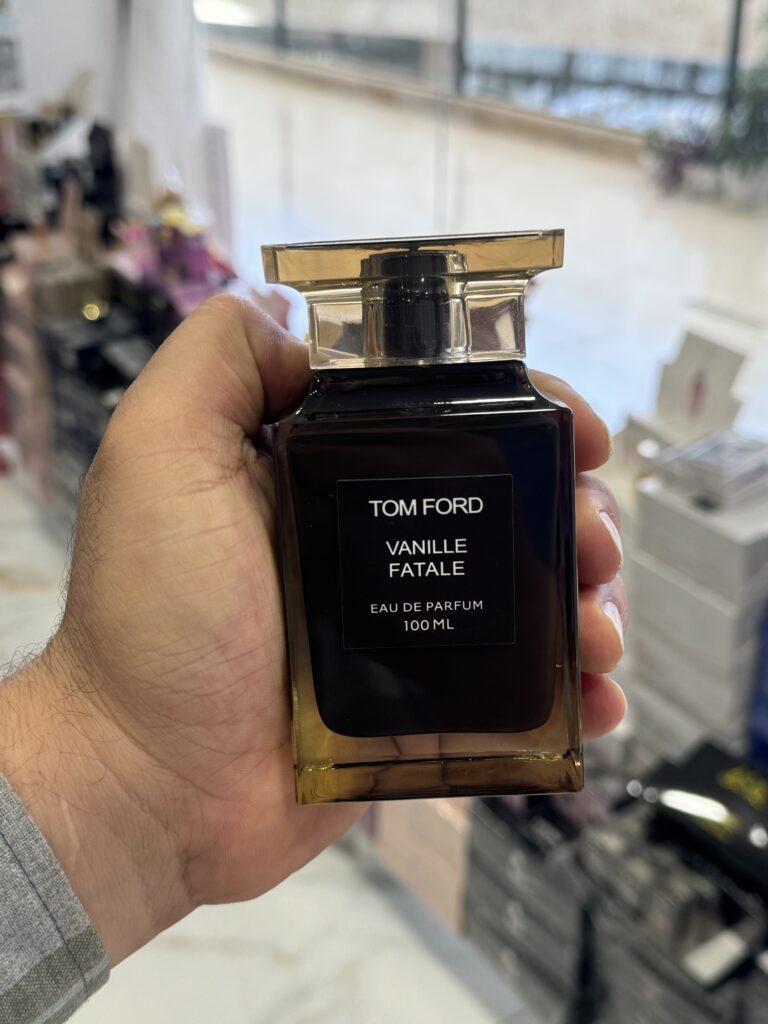 TOM FORD
VANILLE
FATALE
EAU DE PARFUM
100 ML